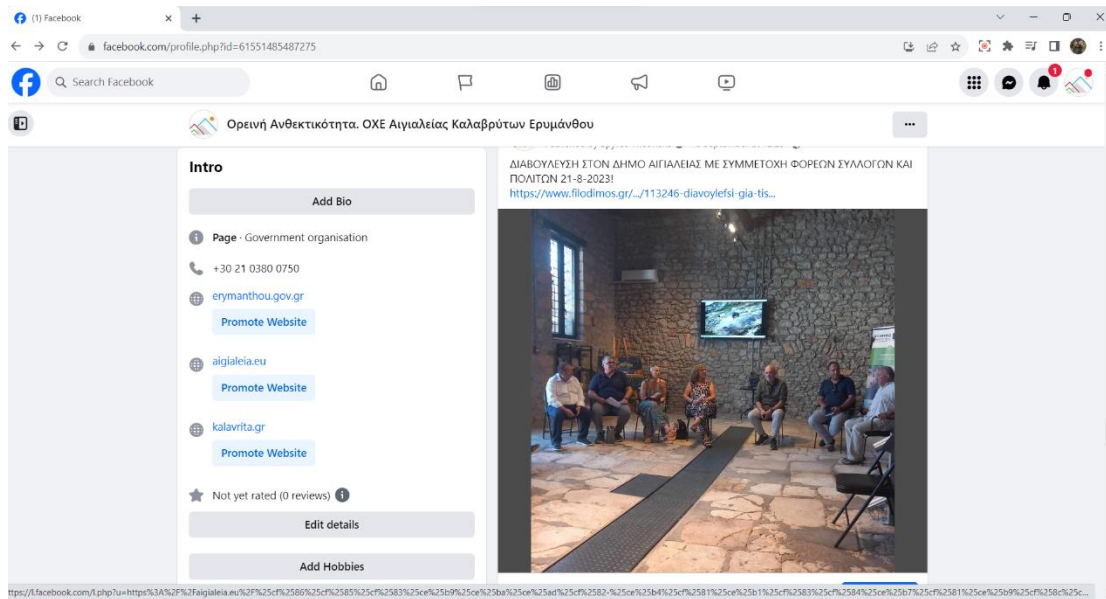 (1) Facebook
facebook.com/profile.php?id=61551485487275
Search Facebook
1
Ορεινή Ανθεκτικότητα. ΟΧΕ Αιγιαλείας Καλαβρύτων Ερυμάνθου
Intro
Add Bio
Page · Government organisation
+30 21 0380 0750
erymanthou.gov.gr
Promote Website
aigialeia.eu
Promote Website
kalavrita.gr
Promote Website
Not yet rated (0 reviews)
Edit details
Add Hobbies
ΔΙΑΒΟΥΛΕΥΣΗ ΣΤΟΝ ΔΗΜΟ ΑΙΓΙΑΛΕΙΑΣ ΜΕ ΣΥΜΜΕΤΟΧΗ ΦΟΡΕΩΝ ΣΥΛΛΟΓΩΝ ΚΑΙ
ΠΟΛΙΤΩΝ 21-8-2023!
https://www.filodimos.gr/.../113246-diavoylefsi-gia-tis...